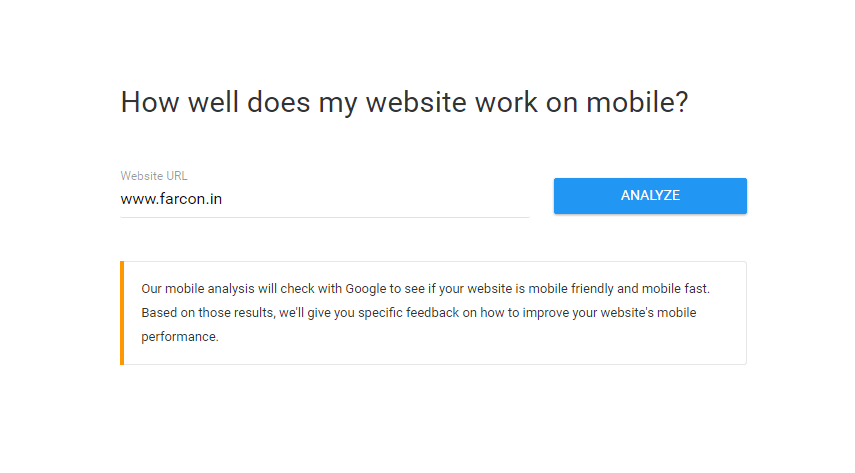 How well does my website work on mobile?
Website URL
www.farcon.in
ANALYZE
Our mobile analysis will check with Google to see if your website is mobile friendly and mobile fast.
Based on those results, we'll give you specific feedback on how to improve your website's mobile
performance.